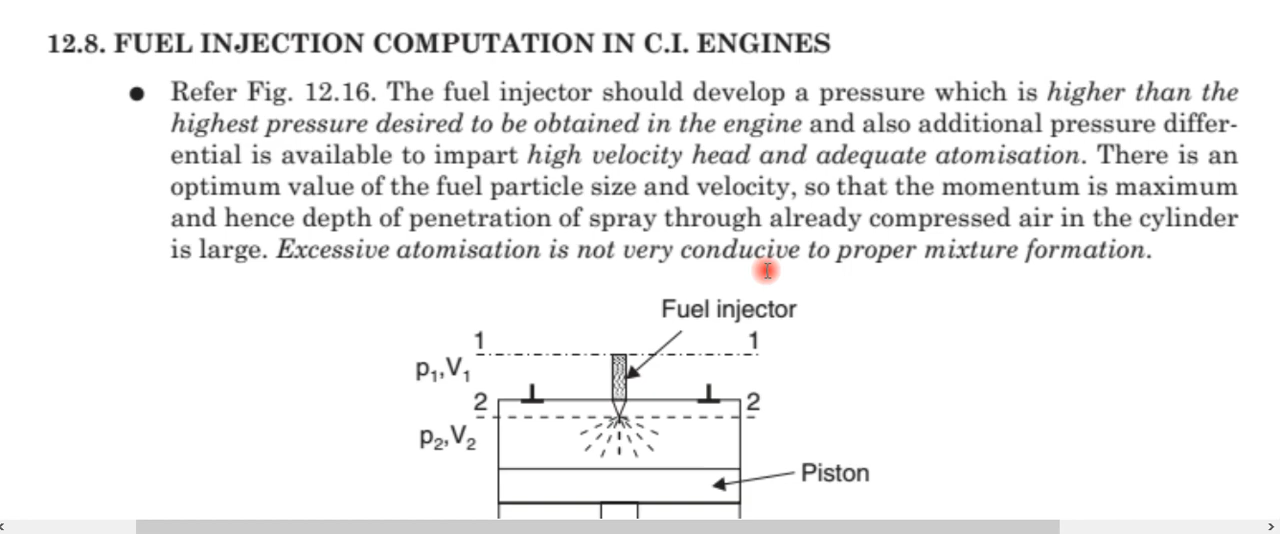 12.8. FUEL INJECTION COMPUTATION IN C.I. ENGINES
● Refer Fig. 12.16. The fuel injector should develop a pressure which is higher than the
highest pressure desired to be obtained in the engine and also additional pressure differ-
ential is available to impart high velocity head and adequate atomisation. There is an
optimum value of the fuel particle size and velocity, so that the momentum is maximum
and hence depth of penetration of spray through already compressed air in the cylinder
is large. Excessive atomisation is not very conducive to proper mixture formation.
Fuel injector
1 1
p₁,V₁
2 2
p₂,V₂
Piston